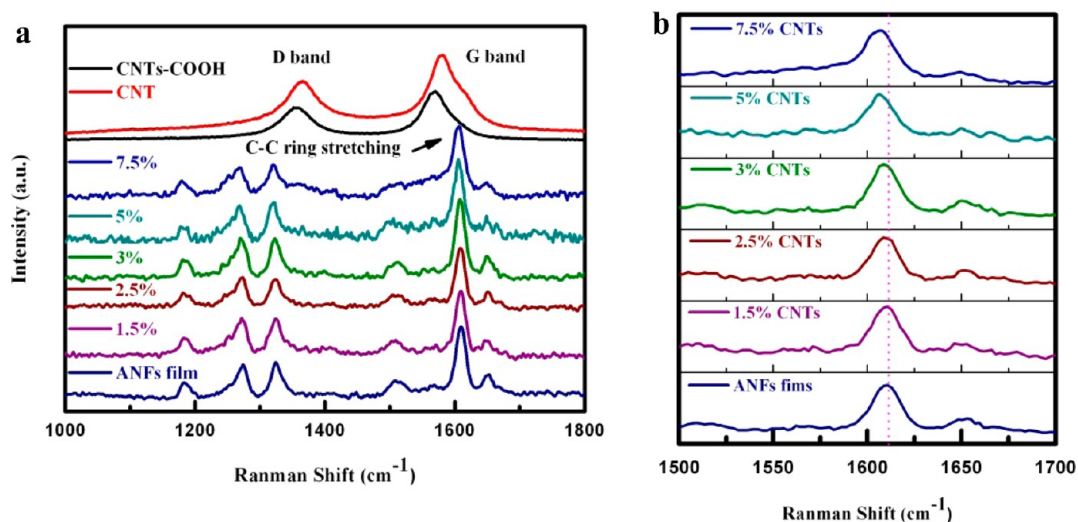 a
CNTs-COOH
CNT
D band
G band
C-C ring stretching
7.5%
5%
3%
2.5%
1.5%
ANFs film
Intensity (a.u.)
1000 1200 1400 1600 1800
Ranman Shift (cm-1)
b
7.5% CNTs
5% CNTs
3% CNTs
2.5% CNTs
1.5% CNTs
ANFs fims
1500 1550 1600 1650 1700
Ranman Shift (cm-1)